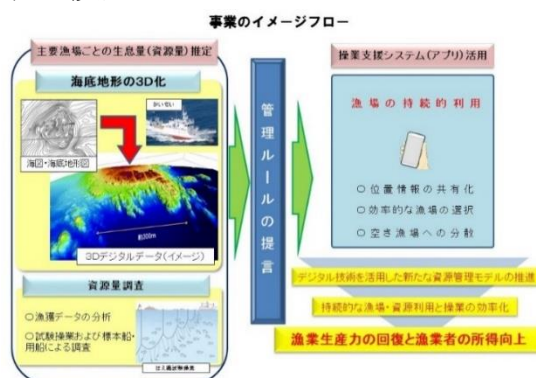 事業のイメージフロー
主要漁場ごとの生息量(資源量)推定
海底地形の3D化
海図・海底地形図
3Dデジタルデータ(イメージ)
資源量調査
○漁獲データの分析
○試験操業および標本船・
用船による調査
管理ルールの提言
操業支援システム(アプリ)活用
漁場の持続的利用
○位置情報の共有化
○効率的な漁場の選択
○空き漁場への分散
デジタル技術を活用した新たな資源管理モデルの推進
持続的な漁場・資源利用と操業の効率化
漁業生産力の回復と漁業者の所得向上